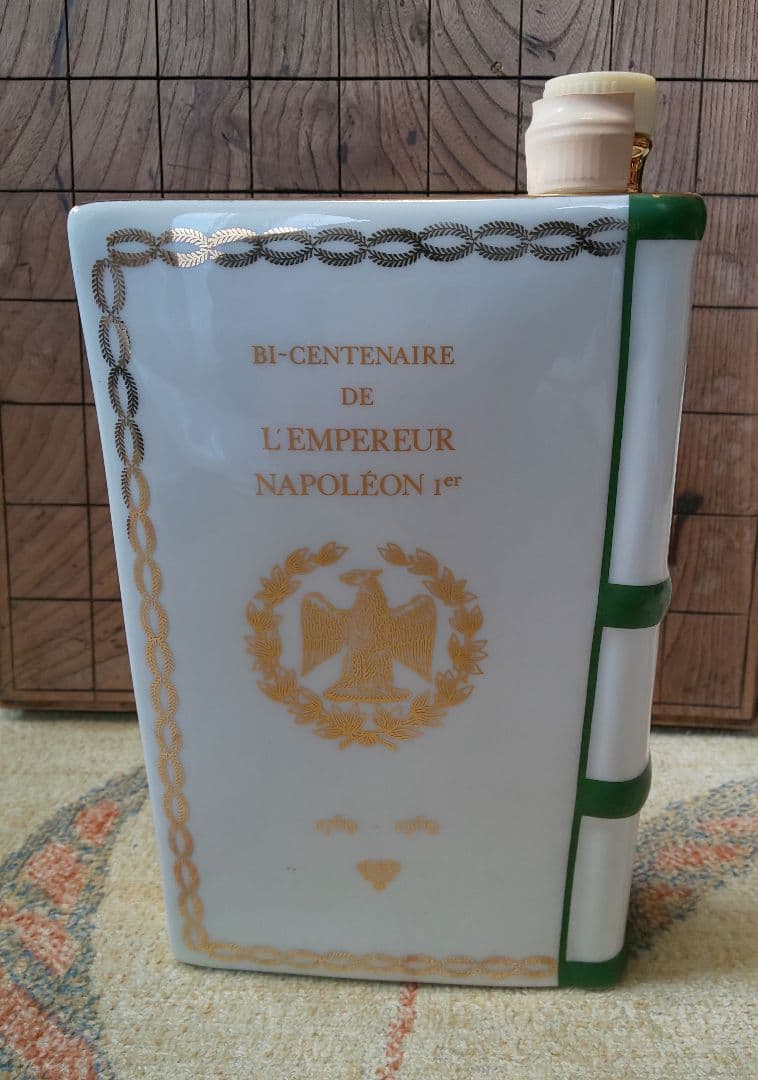 BI~CENTENAIRE
DE
L'EMPEREUR
NAPOLÉON Ier